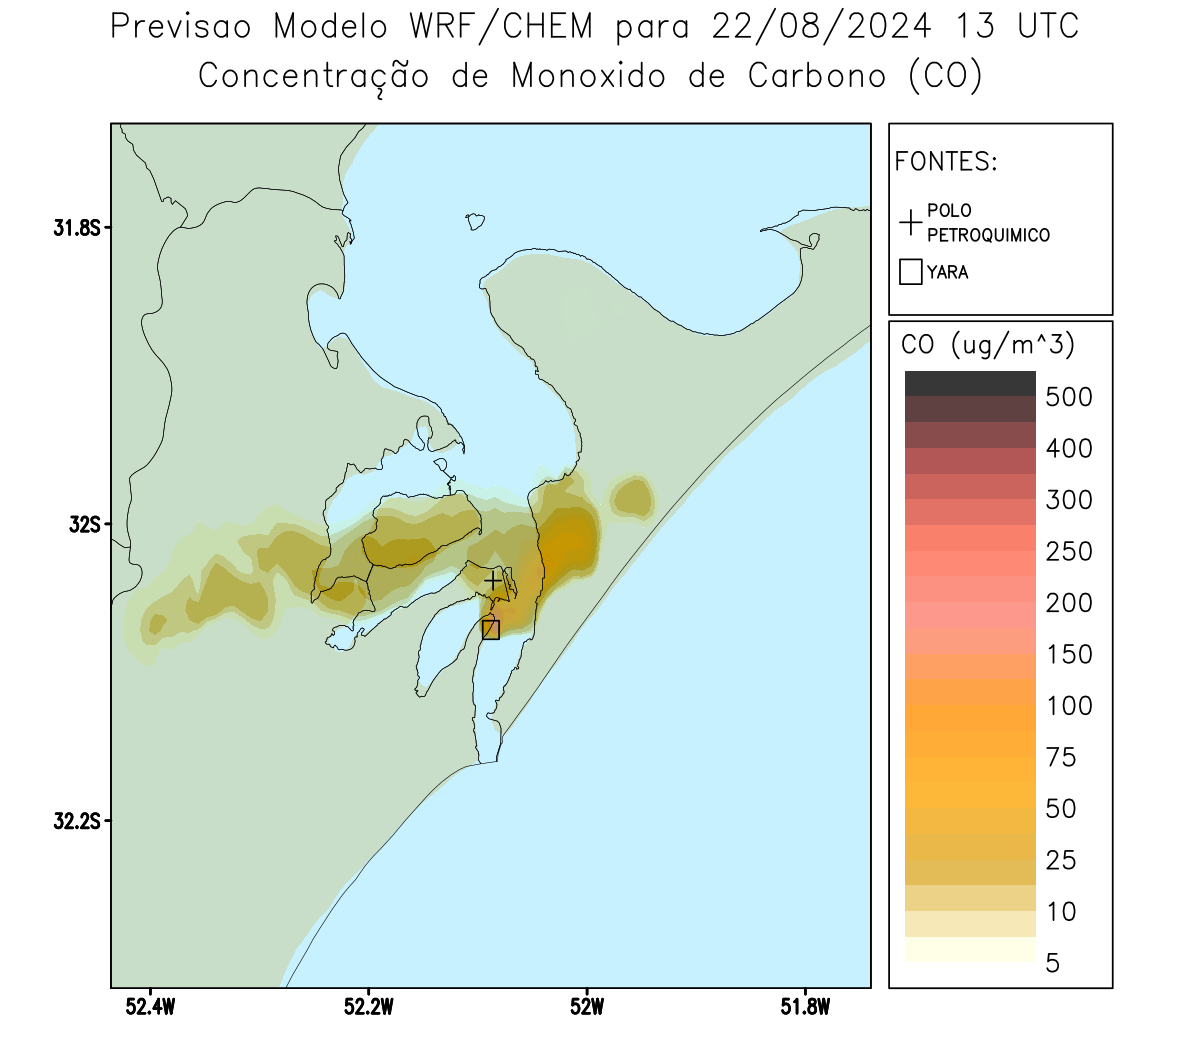 Previsao Modelo WRF/CHEM para 22/08/2024 13 UTC
Concentração de Monoxido de Carbono (CO)
FONTES:
POLO
PETROQUIMICO
YARA
31.8S
32S
32.2S
52.4W
52.2W
52W
51.8W
CO (ug/m^3)
500
400
300
250
200
150
100
75
50
25
10
5